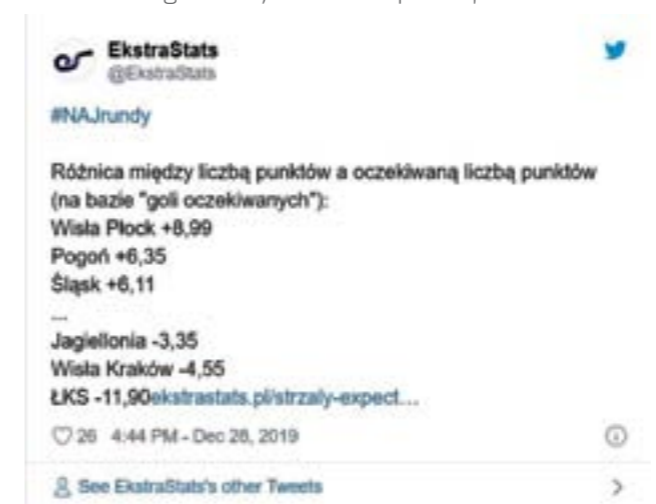 EkstraStats
@EkstraStats
#NAJrundy
Różnica między liczbą punktów a oczekiwaną liczbą punktów
(na bazie "goli oczekiwanych"):
Wisła Płock +8,99
Pogoń +6,35
Śląsk +6,11
...
Jagiellonia -3,35
Wisła Kraków -4,55
ŁKS -11,90ekstrastats.pl/strzaly-expect…
26 4:44 PM - Dec 28, 2019
See EkstraStats's other Tweets